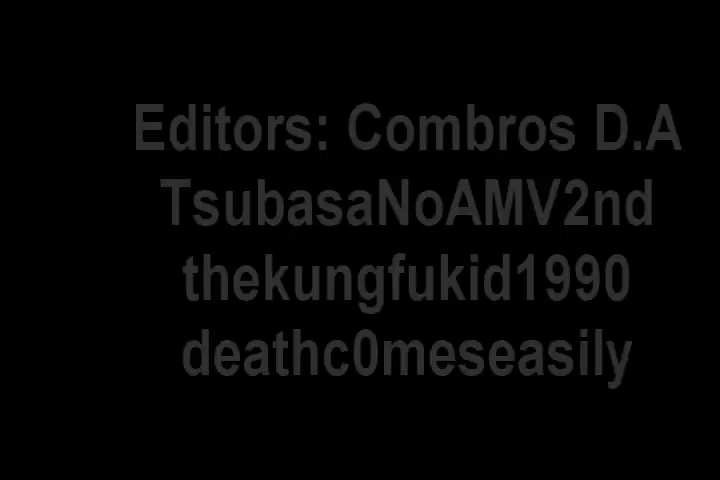 Editors: Combros D.A
TsubasaNoAMV2nd
thekungfukid1990
deathc0meseasily